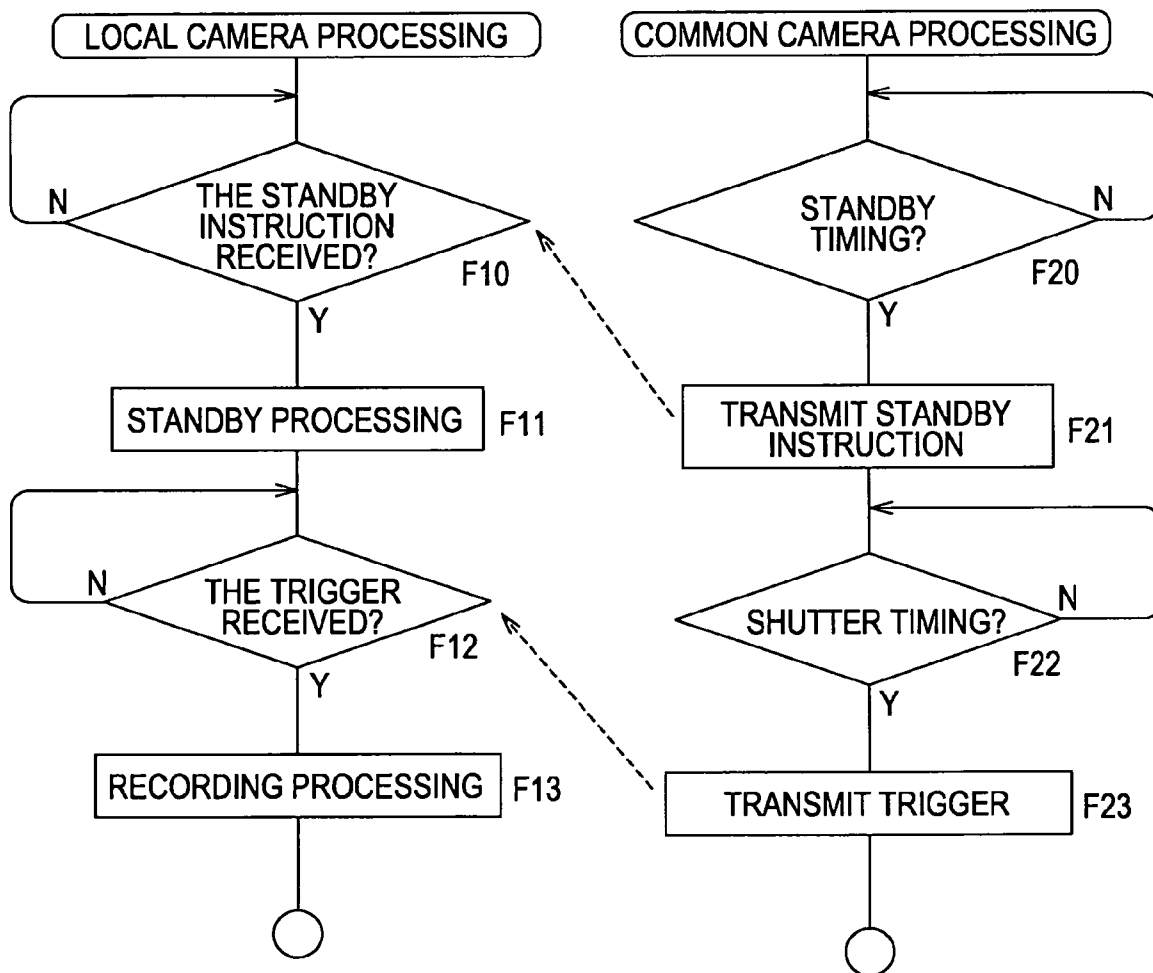 LOCAL CAMERA PROCESSING
N
THE STANDBY
INSTRUCTION
RECEIVED?
F10
Y
STANDBY PROCESSING
F11
N
THE TRIGGER
RECEIVED?
F12
Y
RECORDING PROCESSING
F13
COMMON CAMERA PROCESSING
STANDBY
TIMING?
N
F20
Y
TRANSMIT STANDBY
INSTRUCTION
F21
SHUTTER TIMING?
N
F22
Y
TRANSMIT TRIGGER
F23